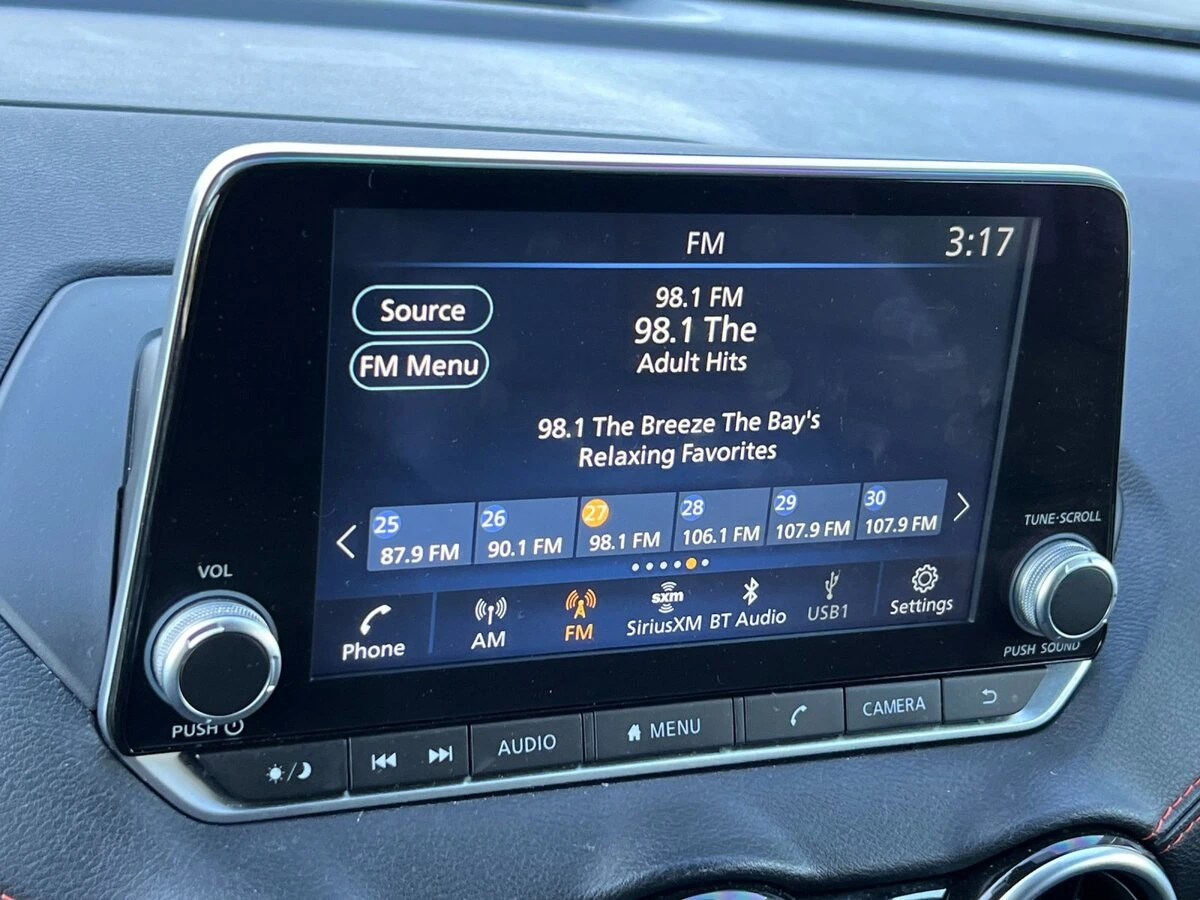 FM
3:17
Source
98.1 FM
98.1 The
FM Menu
Adult Hits
98.1 The Breeze The Bay's
Relaxing Favorites
25 26 27 28 29 30
87.9 FM 90.1 FM 98.1 FM 106.1 FM 107.9 FM 107.9 FM
Phone AM FM sxm SiriusXM BT Audio USB1 Settings
VOL
PUSH
TUNE·SCROLL
PUSH SOUND
AUDIO MENU CAMERA